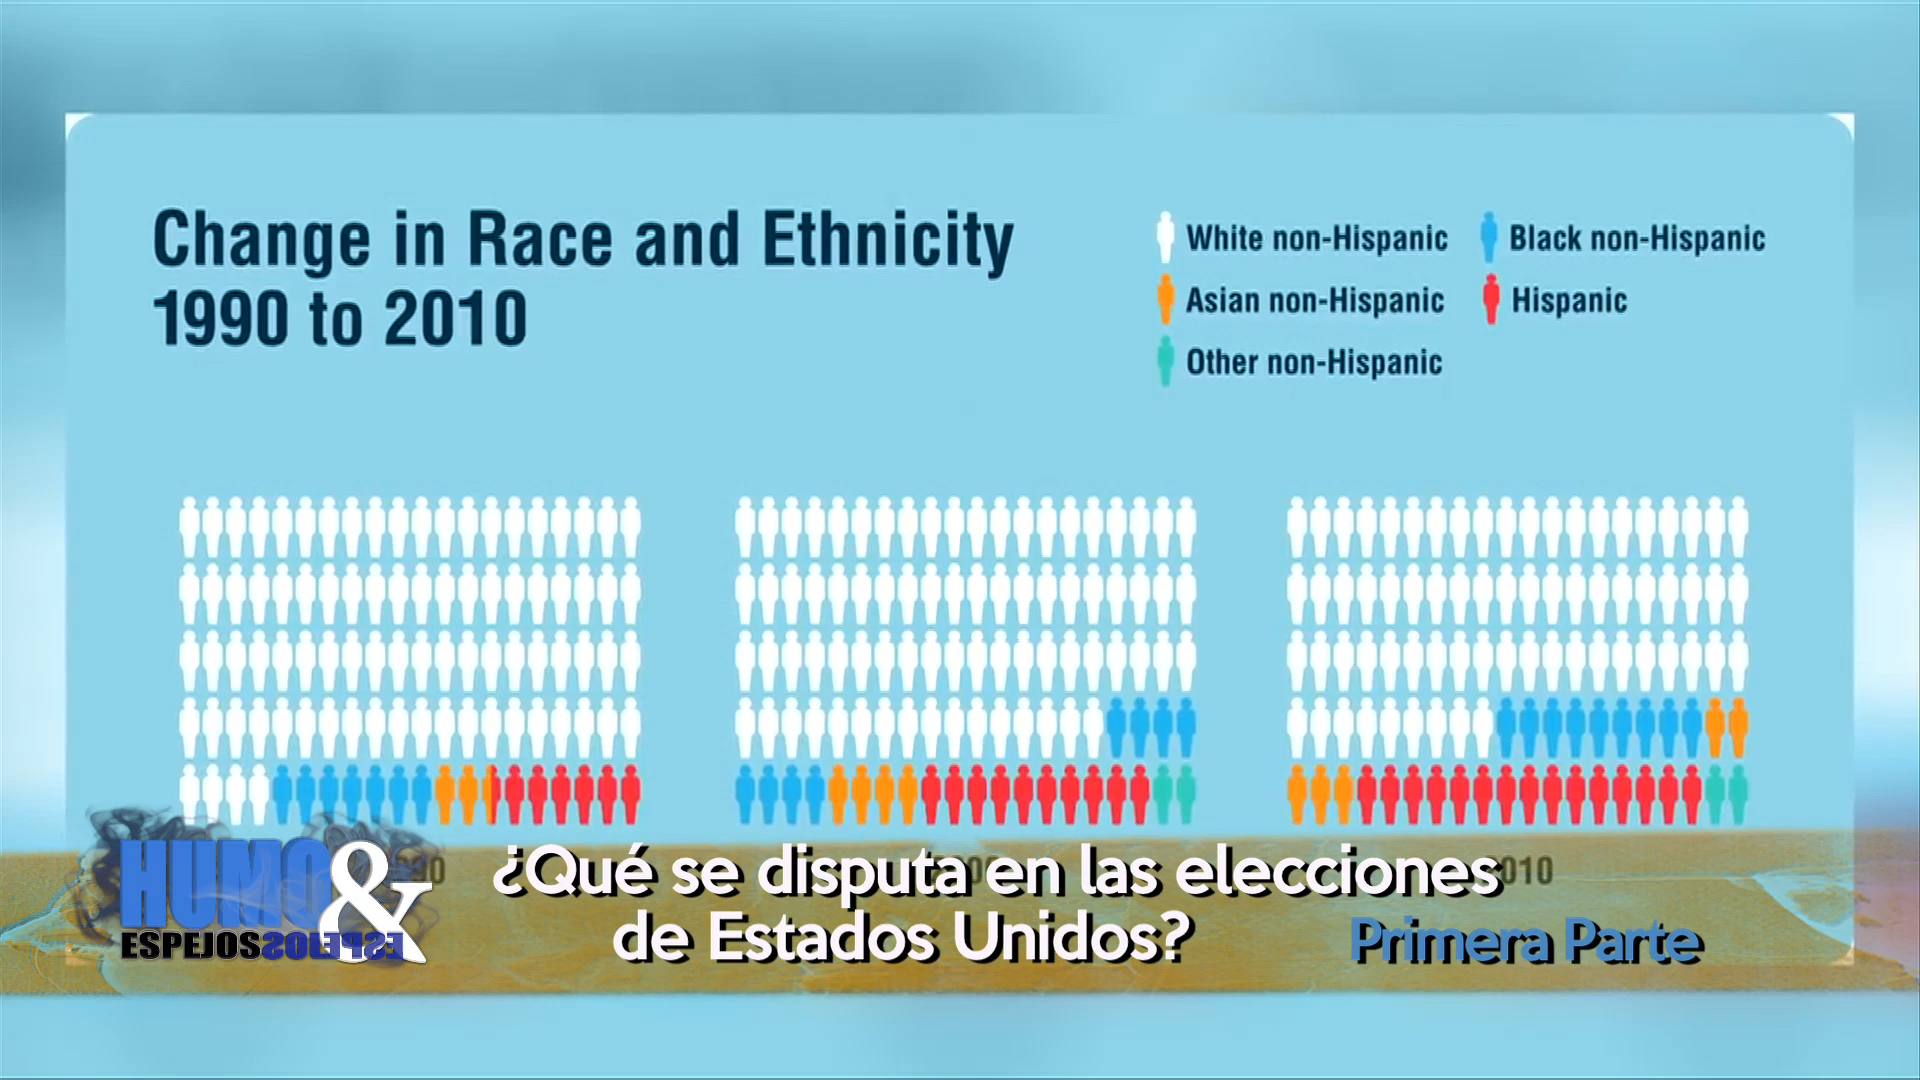 Change in Race and Ethnicity
1990 to 2010
White non-Hispanic
Black non-Hispanic
Asian non-Hispanic
Hispanic
Other non-Hispanic
HUMO &
ESPEJOS
¿Qué se disputa en las elecciones
de Estados Unidos?
Primera Parte